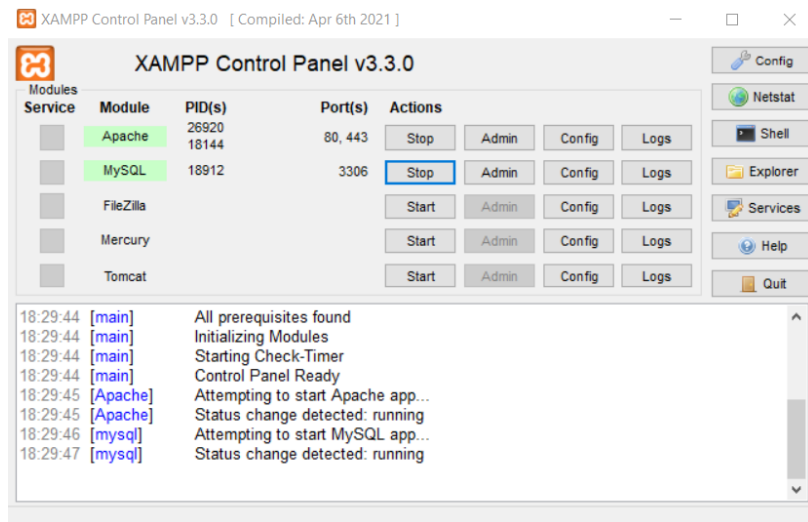 XAMPP Control Panel v3.3.0 [ Compiled: Apr 6th 2021 ]
XAMPP Control Panel v3.3.0
Config
Modules
Service Module PID(s) Port(s) Actions
Netstat
Apache 26920 18144 80, 443 Stop Admin Config Logs
Shell
MySQL 18912 3306 Stop Admin Config Logs
Explorer
FileZilla Start Admin Config Logs
Services
Mercury Start Admin Config Logs
Help
Tomcat Start Admin Config Logs
Quit
18:29:44 [main] All prerequisites found
18:29:44 [main] Initializing Modules
18:29:44 [main] Starting Check-Timer
18:29:44 [main] Control Panel Ready
18:29:45 [Apache] Attempting to start Apache app...
18:29:45 [Apache] Status change detected: running
18:29:46 [mysql] Attempting to start MySQL app...
18:29:47 [mysql] Status change detected: running